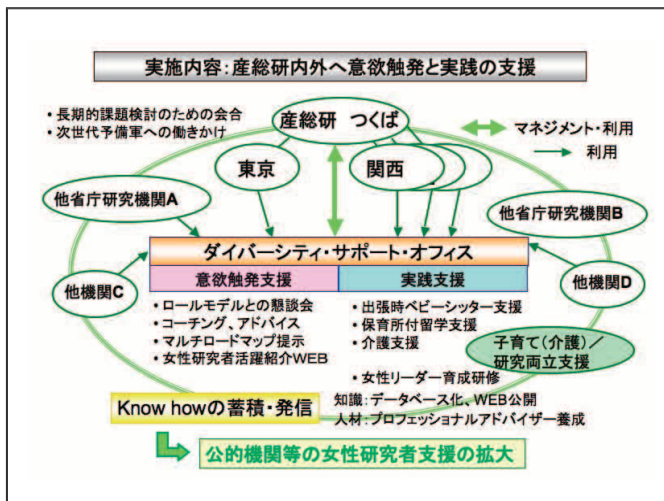 実施内容：産総研内外へ意欲触発と実践の支援
・長期的課題検討のための会合
・次世代予備軍への働きかけ
産総研 つくば
マネジメント・利用
利用
東京
関西
他省庁研究機関A
他省庁研究機関B
ダイバーシティ・サポート・オフィス
意欲触発支援
実践支援
他機関C
他機関D
・ロールモデルとの懇談会
・コーチング、アドバイス
・マルチロードマップ提示
・女性研究者活躍紹介WEB
・出張時ベビーシッター支援
・保育所付留学支援
・介護支援
・女性リーダー育成研修
子育て（介護）／
研究両立支援
Know howの蓄積・発信
知識：データベース化、WEB公開
人材：プロフェッショナルアドバイザー養成
公的機関等の女性研究者支援の拡大